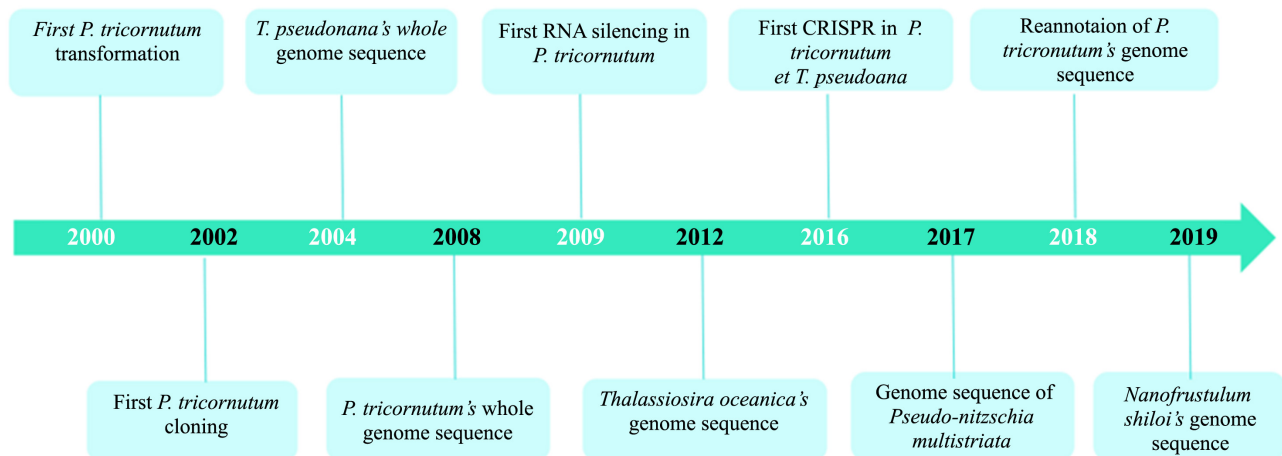 First P. tricornutum
transformation
T. pseudonana’s whole
genome sequence
First RNA silencing in
P. tricornutum
First CRISPR in P.
tricornutum
et T. pseudoana
Reannotaion of P.
tricronutum’s genome
sequence
2000 2002 2004 2008 2009 2012 2016 2017 2018 2019
First P. tricornutum
cloning
P. tricornutum’s whole
genome sequence
Thalassiosira oceanica’s
genome sequence
Genome sequence of
Pseudo-nitzschia
multistriata
Nanofrustulum
shiloi’s genome
sequence